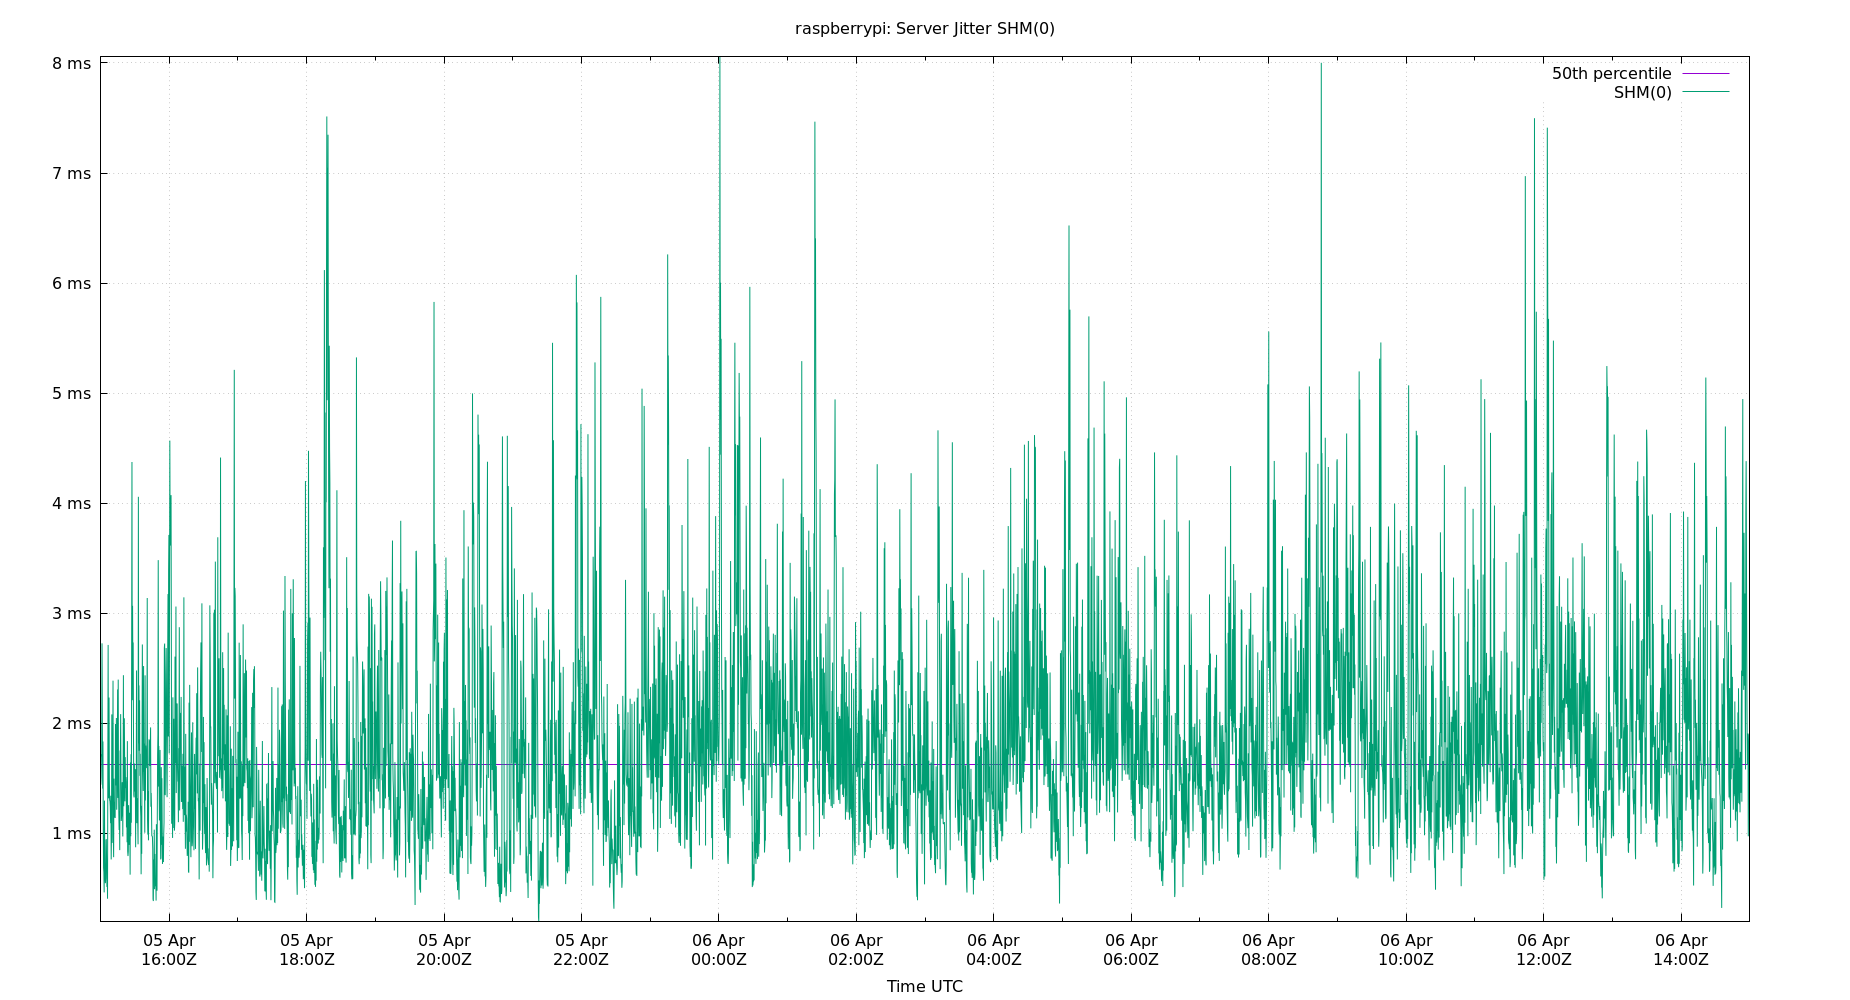 raspberrypi: Server Jitter SHM(0)
8 ms
50th percentile
SHM(0)
7 ms
6 ms
5 ms
4 ms
3 ms
2 ms
1 ms
05 Apr 05 Apr 05 Apr 05 Apr 06 Apr 06 Apr 06 Apr 06 Apr 06 Apr 06 Apr 06 Apr 06 Apr
16:00Z 18:00Z 20:00Z 22:00Z 00:00Z 02:00Z 04:00Z 06:00Z 08:00Z 10:00Z 12:00Z 14:00Z
Time UTC